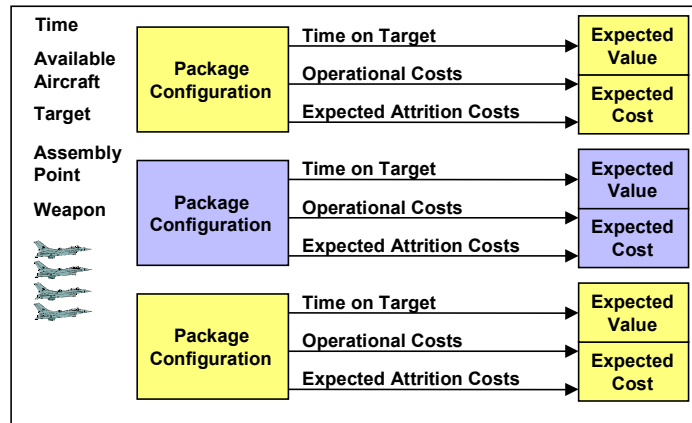 Time
Available
Aircraft
Target
Assembly
Point
Weapon
Package
Configuration
Time on Target
Operational Costs
Expected Attrition Costs
Expected
Value
Expected
Cost
Package
Configuration
Time on Target
Operational Costs
Expected Attrition Costs
Expected
Value
Expected
Cost
Package
Configuration
Time on Target
Operational Costs
Expected Attrition Costs
Expected
Value
Expected
Cost